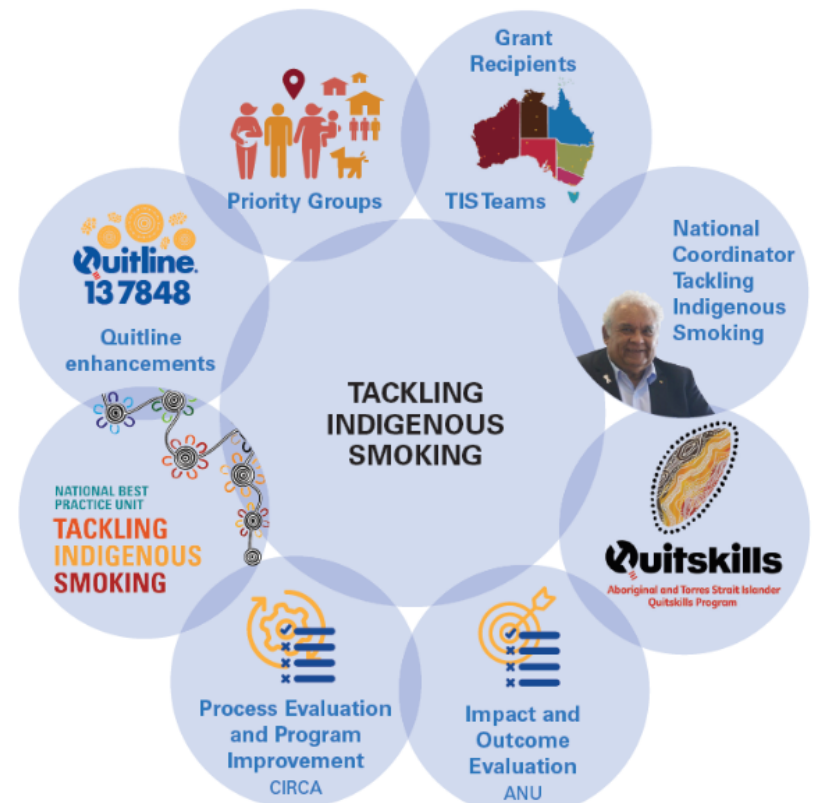 Grant
Recipients
TIS Teams
Priority Groups
National
Coordinator
Tackling
Indigenous
Smoking
Quitline.
13 7848
Quitline
enhancements
TACKLING
INDIGENOUS
SMOKING
NATIONAL BEST
PRACTICE UNIT
TACKLING
INDIGENOUS
SMOKING
Quitskills
Aboriginal and Torres Strait Islander
Quitskills Program
Process Evaluation
and Program
Improvement
CIRCA
Impact and
Outcome
Evaluation
ANU